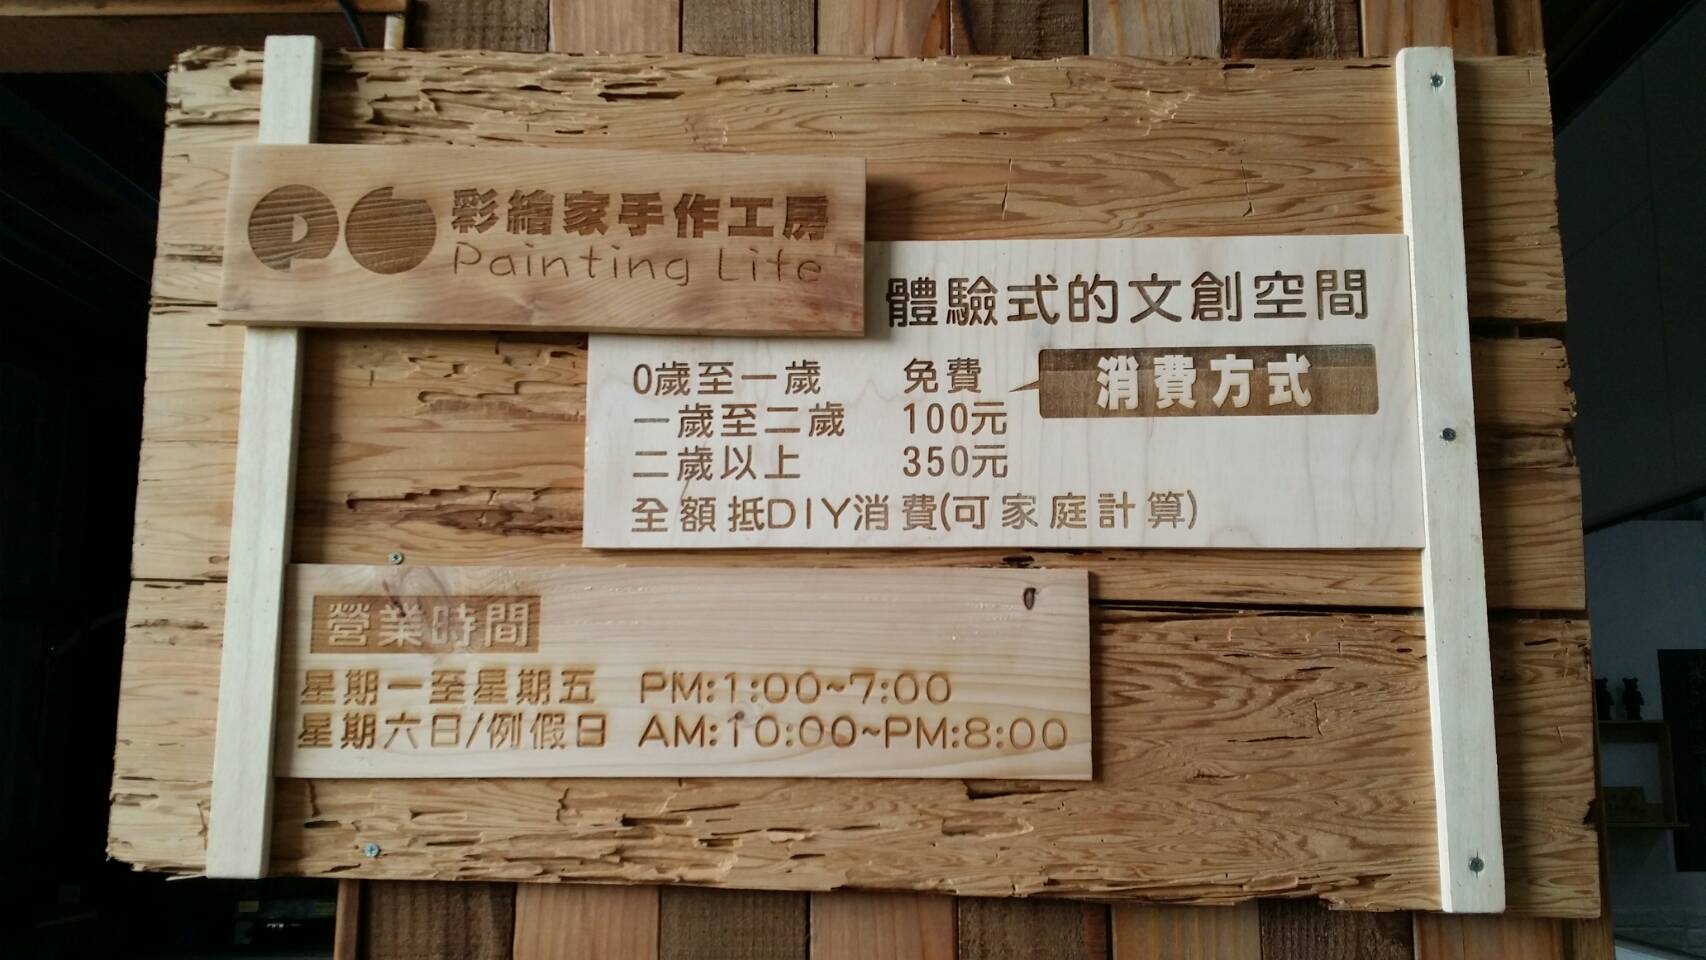 彩繪家手作工房
Painting Life
體驗式的文創空間
消費方式
0歲至一歲 免費
一歲至二歲 100元
二歲以上 350元
全額抵DIY消費(可家庭計算)
營業時間
星期一至星期五 PM:1:00~7:00
星期六日/例假日 AM:10:00~PM:8:00